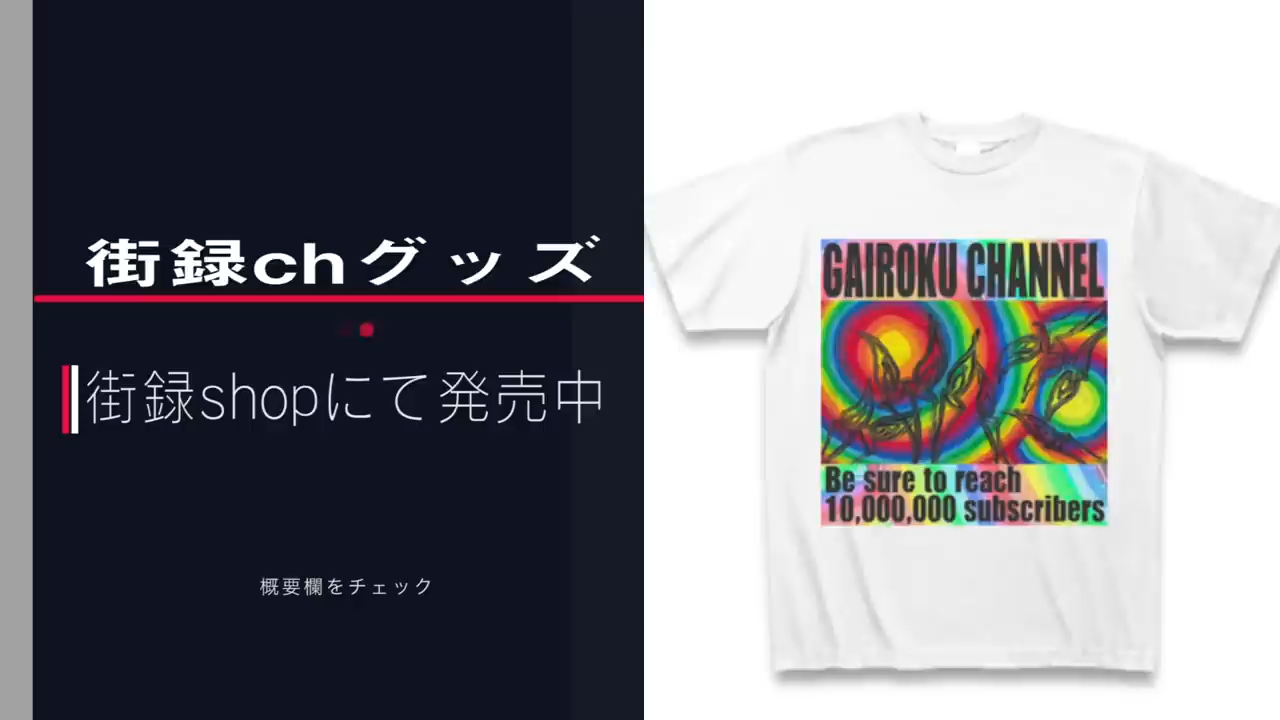 街録chグッズ
街録shopにて発売中
概要欄をチェック
GAIROKU CHANNEL
Be sure to reach
10,000,000 subscribers